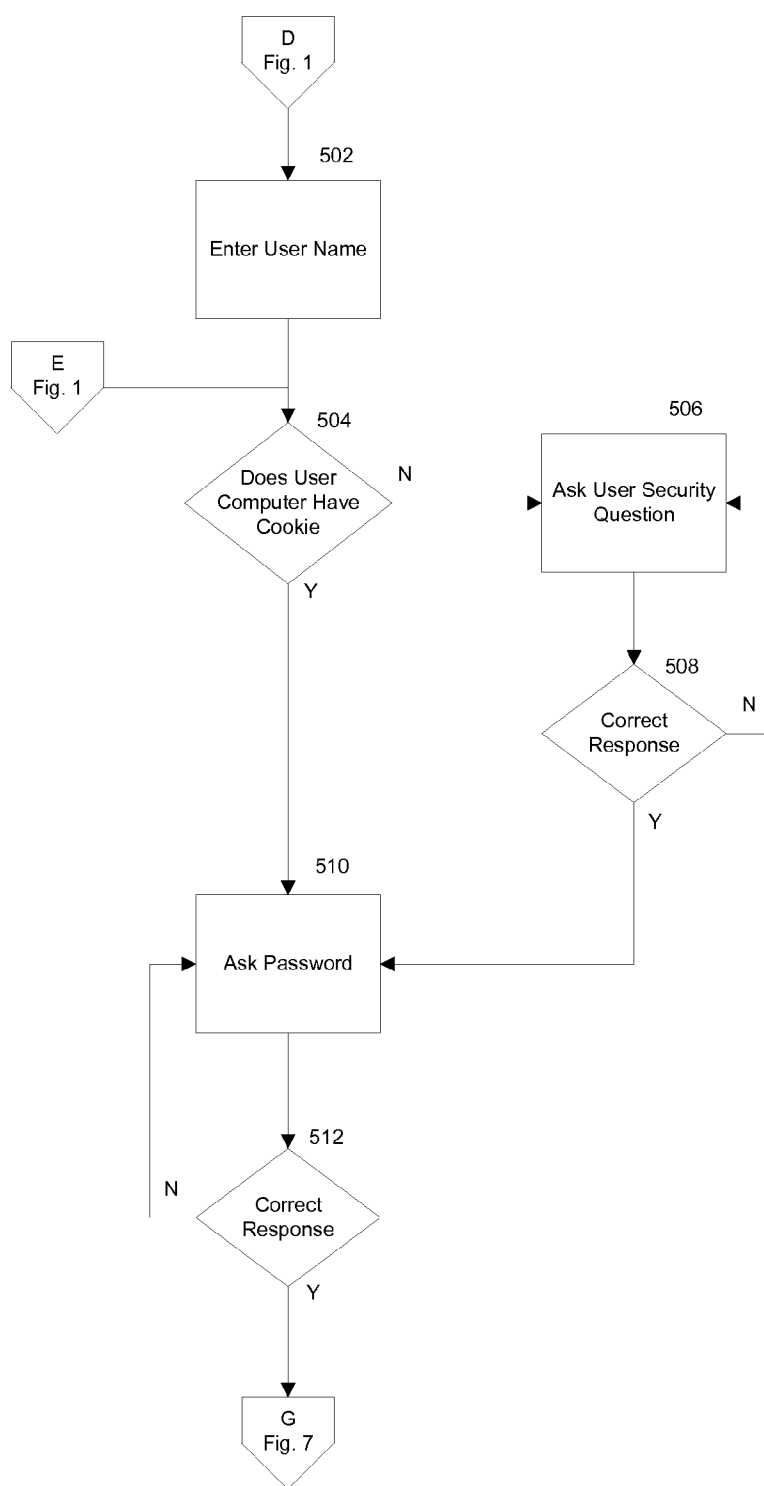 D
Fig. 1
502
Enter User Name
E
Fig. 1
504
Does User
Computer Have
Cookie
N
Y
506
Ask User Security
Question
508
Correct
Response
N
Y
510
Ask Password
512
Correct
Response
N
Y
G
Fig. 7